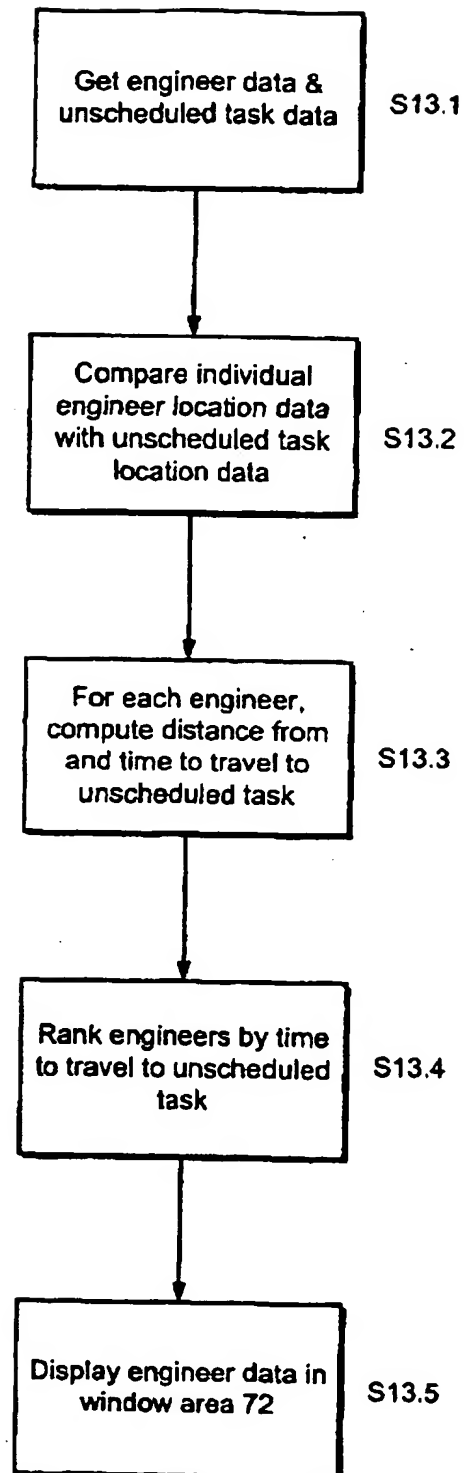 Get engineer data &
unscheduled task data
S13.1
Compare individual
engineer location data
with unscheduled task
location data
S13.2
For each engineer,
compute distance from
and time to travel to
unscheduled task
S13.3
Rank engineers by time
to travel to unscheduled
task
S13.4
Display engineer data in
window area 72
S13.5